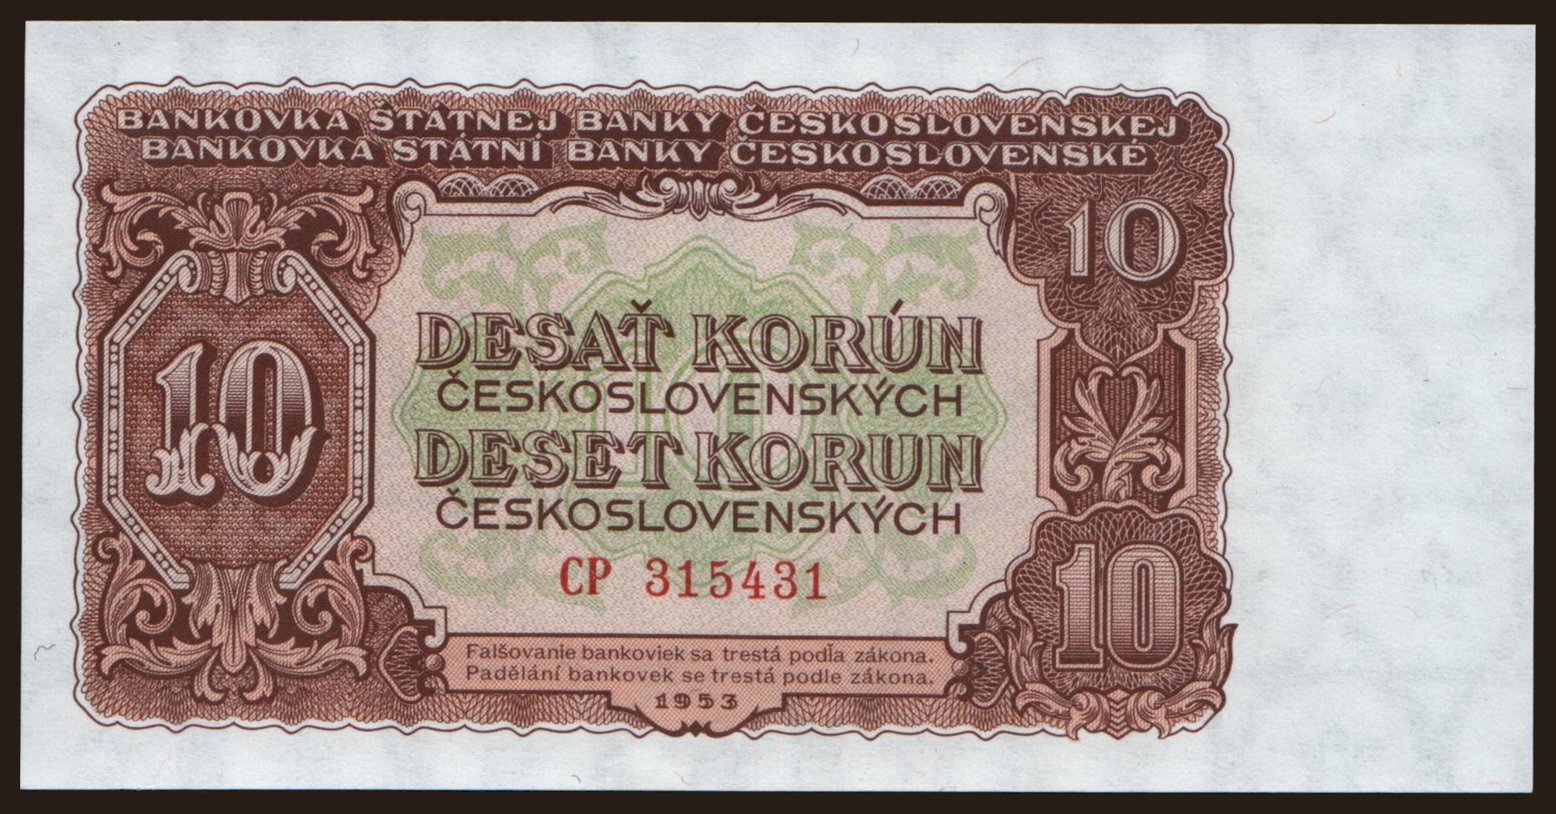 BANKOVKA ŠTÁTNEJ BANKY ČESKOSLOVENSKEJ
BANKOVKA STÁTNÍ BANKY ČESKOSLOVENSKÉ
10
10
DESAŤ KORÚN
ČESKOSLOVENSKÝCH
DESET KORUN
ČESKOSLOVENSKÝCH
CP 315431
10
Falšovanie bankoviek sa trestá podľa zákona.
Padělání bankovek se trestá podle zákona.
1953